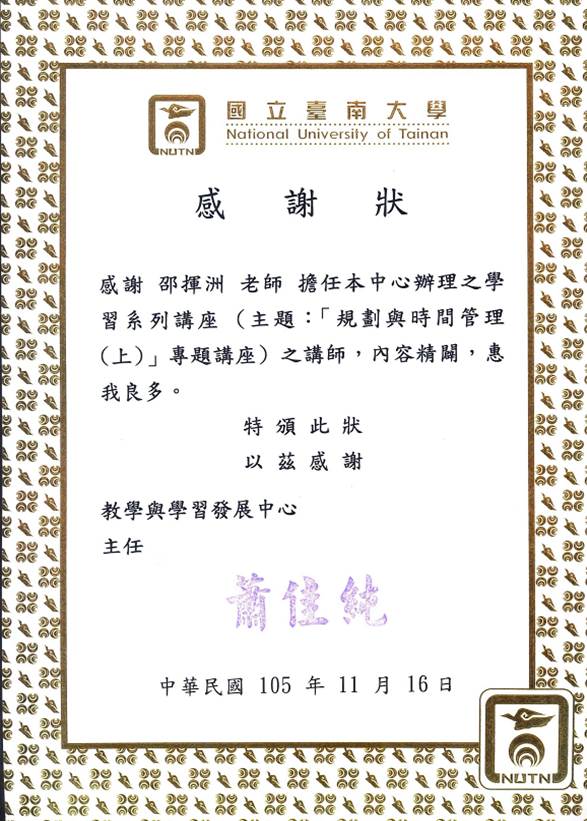 NUTN
國立臺南大學
National University of Tainan
感謝狀
感謝 邵揮洲 老師 擔任本中心辦理之學
習系列講座（主題：「規劃與時間管理
(上)」專題講座）之講師，內容精闢，惠
我良多。
特頒此狀
以茲感謝
教學與學習發展中心
主任
蕭佳純
中華民國 105 年 11 月 16 日
NUTN